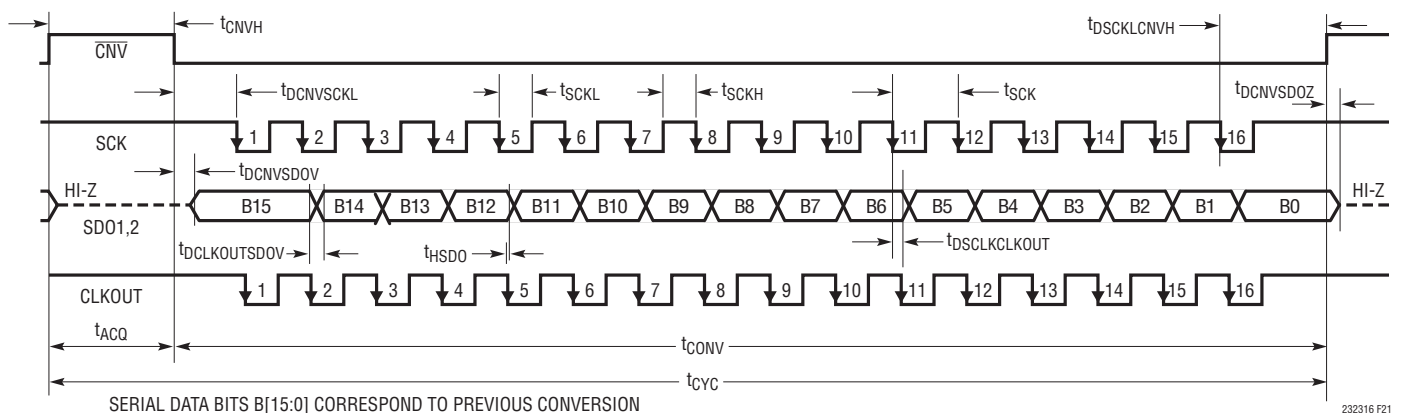 tCNVH
tDSCKLCNVH
CNV
tDCNVSCKL
tSCKL
tSCKH
tSCK
tDCNVSDOZ
SCK
1 2 3 4 5 6 7 8 9 10 11 12 13 14 15 16
tDCNVSDOV
HI-Z
B15 B14 B13 B12 B11 B10 B9 B8 B7 B6 B5 B4 B3 B2 B1 B0
HI-Z
SDO1,2
tDCLKOUTSDOV
tHSDO
tDSCLKCLKOUT
CLKOUT
1 2 3 4 5 6 7 8 9 10 11 12 13 14 15 16
tACQ
tCONV
tCYC
SERIAL DATA BITS B[15:0] CORRESPOND TO PREVIOUS CONVERSION
232316 F21